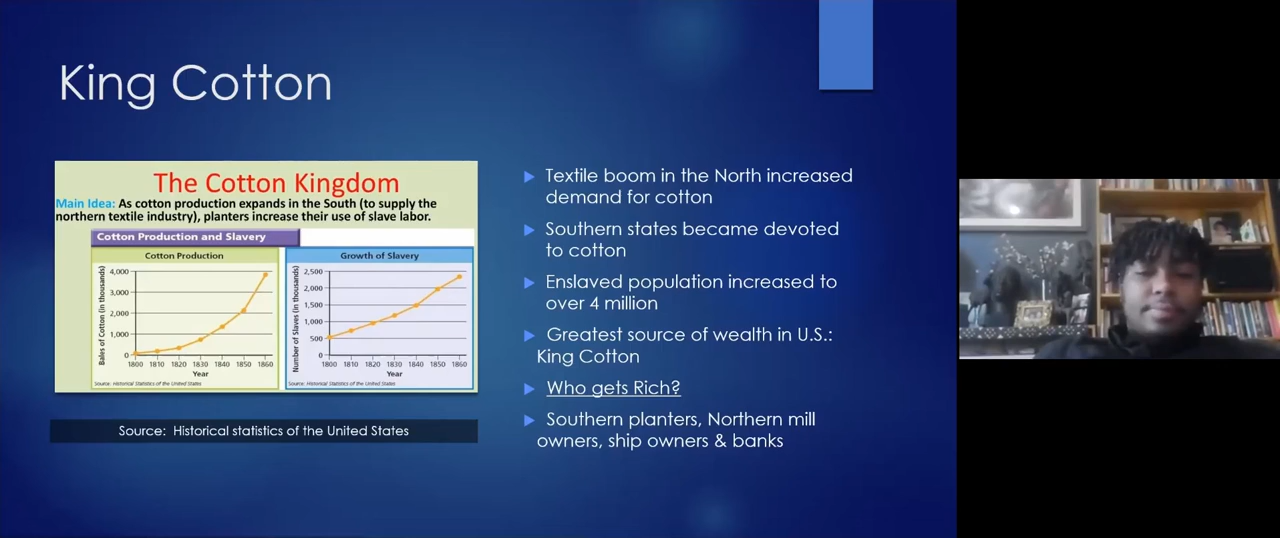 King Cotton
The Cotton Kingdom
Main Idea: As cotton production expands in the South (to supply the
northern textile industry), planters increase their use of slave labor.
Cotton Production and Slavery
Cotton Production
Bales of Cotton (in thousands)
4,000
3,000
2,000
1,000
0
1800 1810 1820 1830 1840 1850 1860
Year
Source: Historical Statistics of the United States
Growth of Slavery
Number of Slaves (in thousands)
2,500
2,000
1,500
1,000
500
0
1800 1810 1820 1830 1840 1850 1860
Year
Source: Historical Statistics of the United States
Source: Historical statistics of the United States
Textile boom in the North increased
demand for cotton
Southern states became devoted
to cotton
Enslaved population increased to
over 4 million
Greatest source of wealth in U.S.:
King Cotton
Who gets Rich?
Southern planters, Northern mill
owners, ship owners & banks